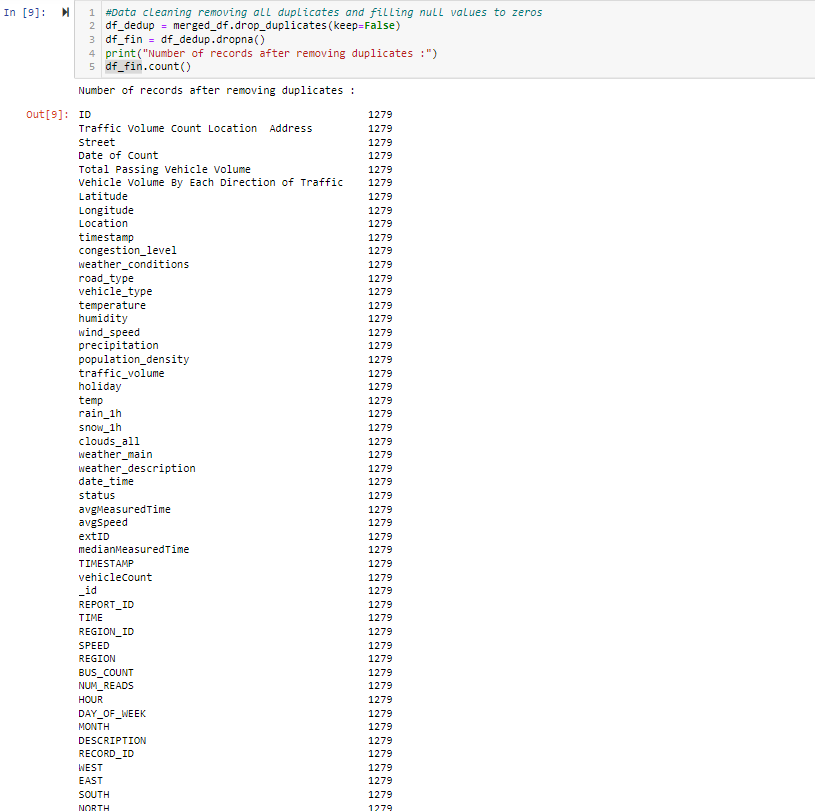 In [9]:
1 #Data cleaning removing all duplicates and filling null values to zeros
2 df_dedup = merged_df.drop_duplicates(keep=False)
3 df_fin = df_dedup.dropna()
4 print("Number of records after removing duplicates :")
5 df_fin.count()
Number of records after removing duplicates :
Out[9]: ID 1279
Traffic Volume Count Location  Address 1279
Street 1279
Date of Count 1279
Total Passing Vehicle Volume 1279
Vehicle Volume By Each Direction of Traffic 1279
Latitude 1279
Longitude 1279
Location 1279
timestamp 1279
congestion_level 1279
weather_conditions 1279
road_type 1279
vehicle_type 1279
temperature 1279
humidity 1279
wind_speed 1279
precipitation 1279
population_density 1279
traffic_volume 1279
holiday 1279
temp 1279
rain_1h 1279
snow_1h 1279
clouds_all 1279
weather_main 1279
weather_description 1279
date_time 1279
status 1279
avgMeasuredTime 1279
avgSpeed 1279
extID 1279
medianMeasuredTime 1279
TIMESTAMP 1279
vehicleCount 1279
_id 1279
REPORT_ID 1279
TIME 1279
REGION_ID 1279
SPEED 1279
REGION 1279
BUS_COUNT 1279
NUM_READS 1279
HOUR 1279
DAY_OF_WEEK 1279
MONTH 1279
DESCRIPTION 1279
RECORD_ID 1279
WEST 1279
EAST 1279
SOUTH 1279
NORTH 1279